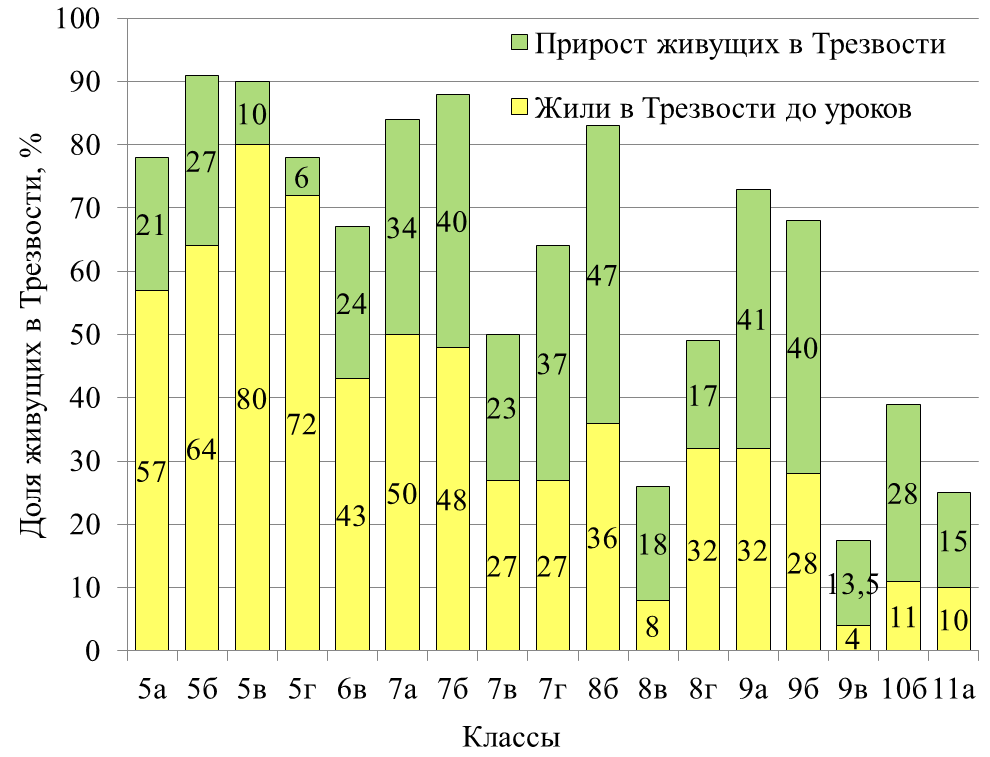 100
90
80
70
60
50
40
30
20
10
0
Доля живущих в Трезвости, %
Прирост живущих в Трезвости
Жили в Трезвости до уроков
21 27 10 6 24 34 40 23 37 47 18 17 41 40 13,5 28 15
57 64 80 72 43 50 48 27 27 36 8 32 32 28 4 11 10
5а 5б 5в 5г 6в 7а 7б 7в 7г 8б 8в 8г 9а 9б 9в 10б 11а
Классы